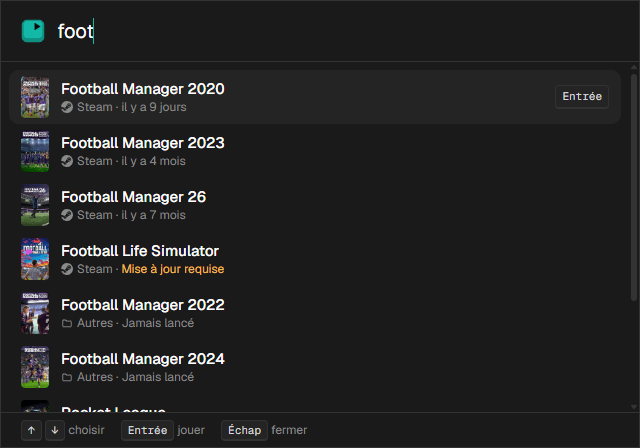 foot
Football Manager 2020
Steam · il y a 9 jours
Entrée
Football Manager 2023
Steam · il y a 4 mois
Football Manager 26
Steam · il y a 7 mois
Football Life Simulator
Steam · Mise à jour requise
Football Manager 2022
Autres · Jamais lancé
Football Manager 2024
Autres · Jamais lancé
Rocket League
↑ ↓ choisir Entrée jouer Échap fermer